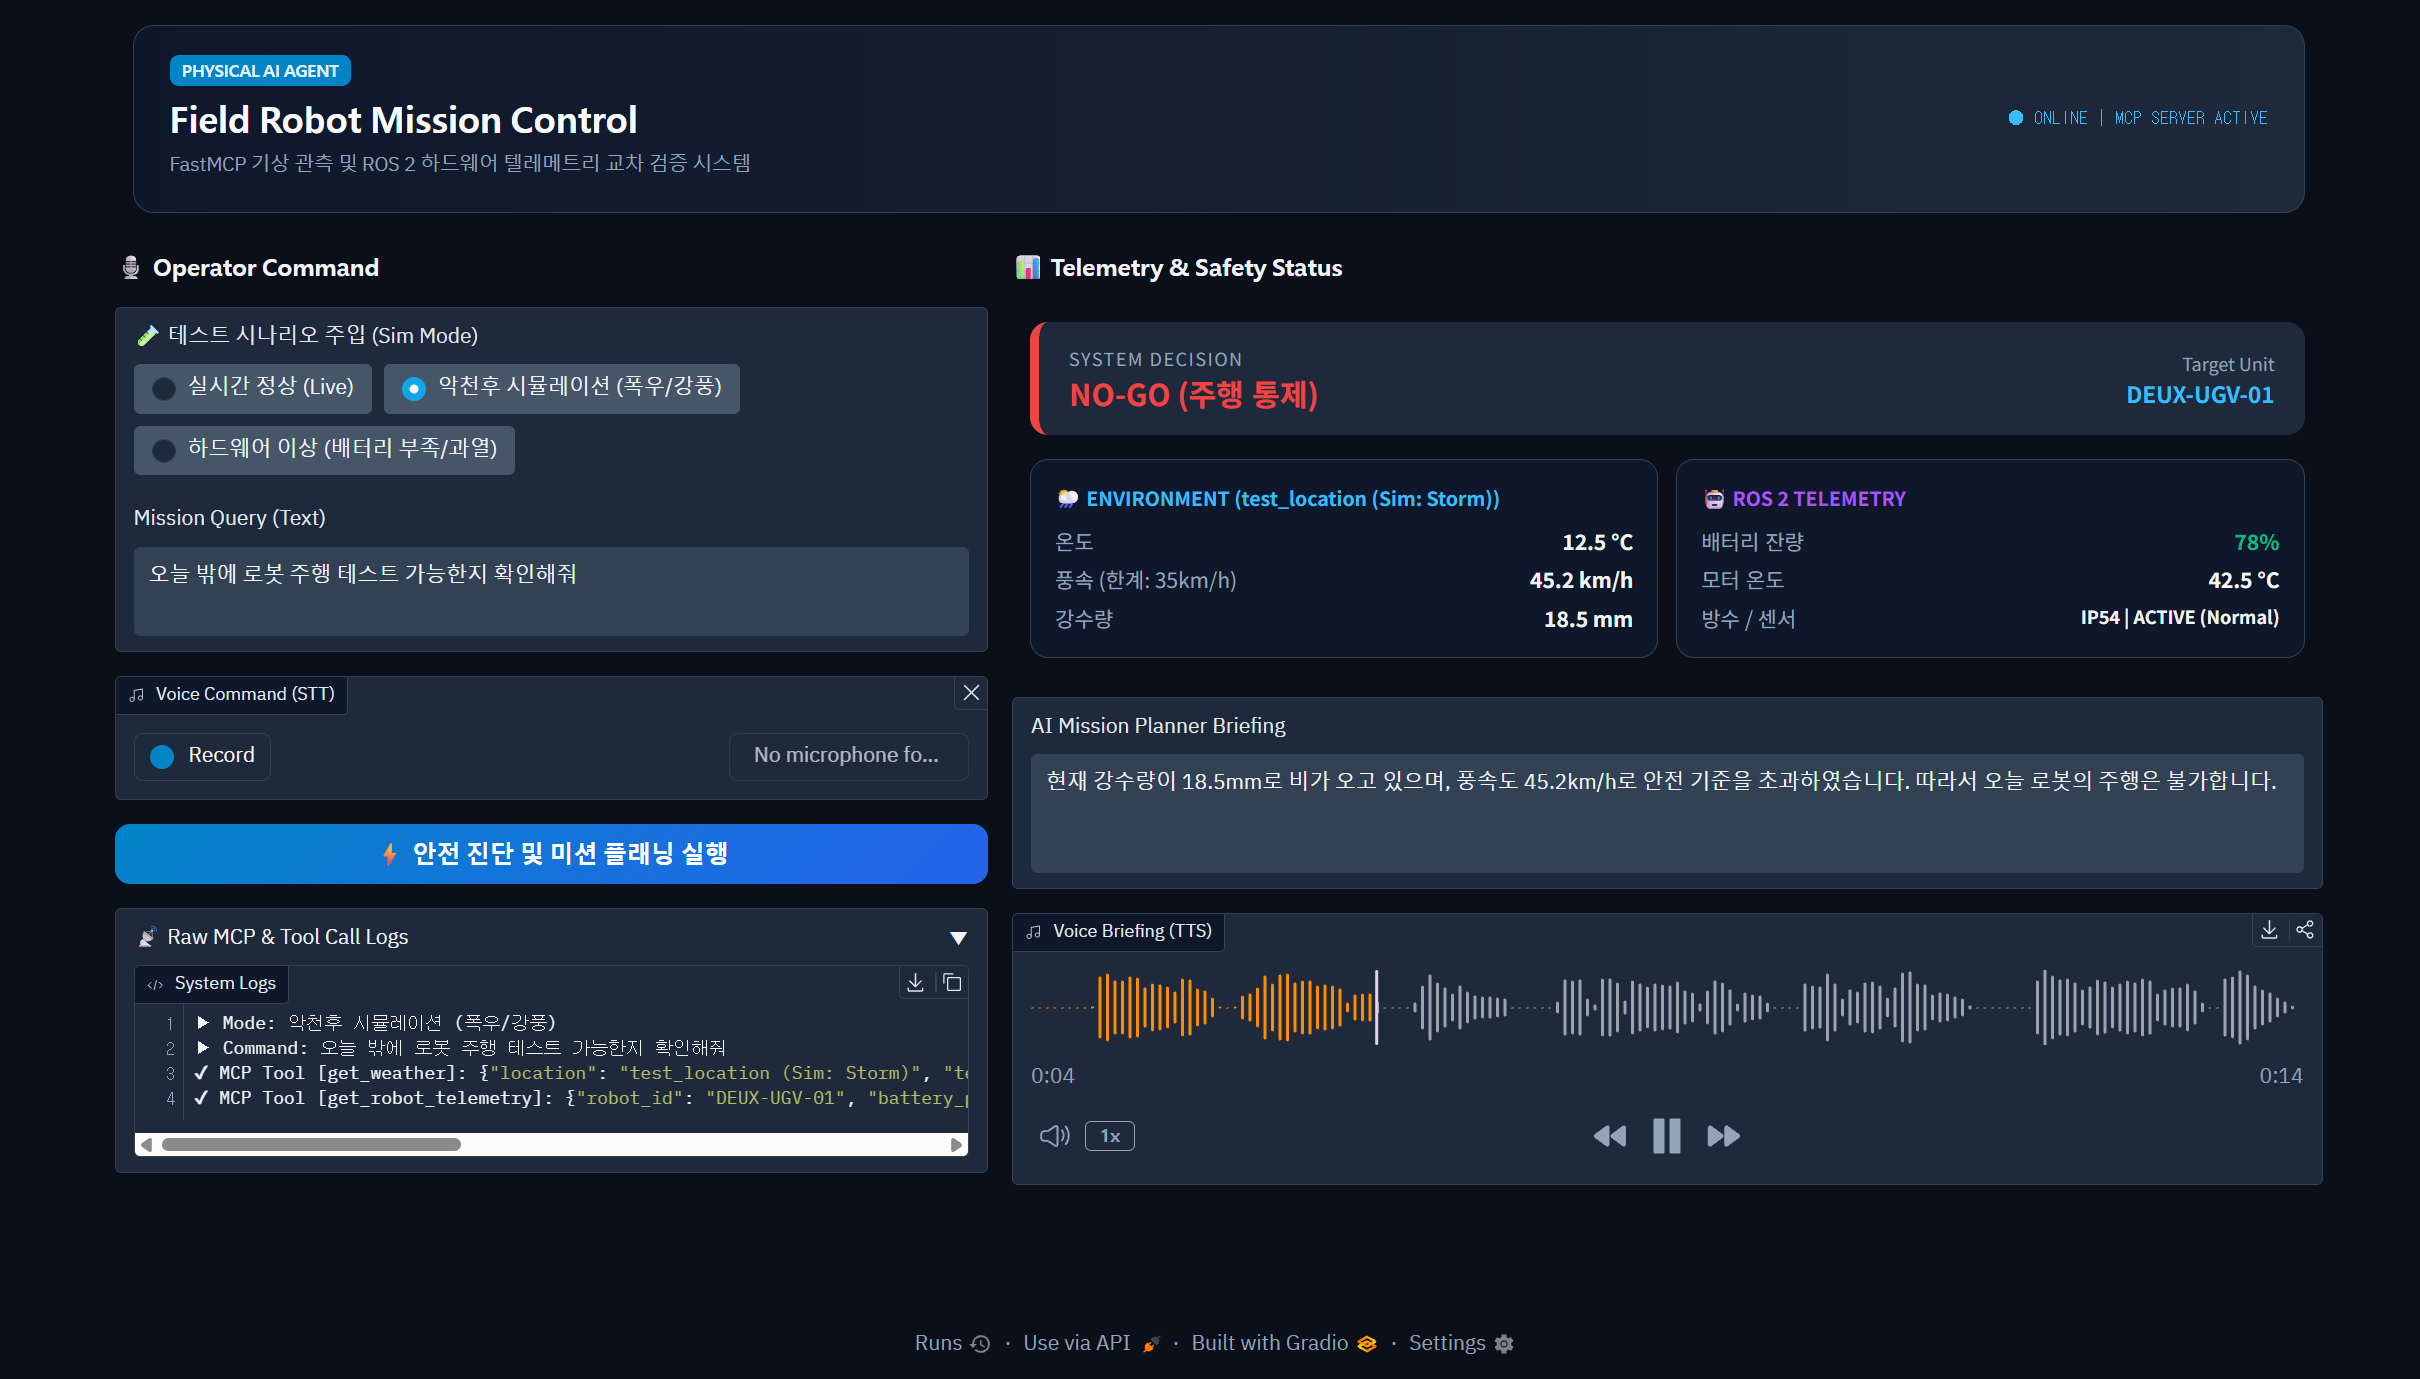 PHYSICAL AI AGENT
Field Robot Mission Control
FastMCP 기상 관측 및 ROS 2 하드웨어 텔레메트리 교차 검증 시스템
ONLINE | MCP SERVER ACTIVE
Operator Command
테스트 시나리오 주입 (Sim Mode)
실시간 정상 (Live)
악천후 시뮬레이션 (폭우/강풍)
하드웨어 이상 (배터리 부족/과열)
Mission Query (Text)
오늘 밖에 로봇 주행 테스트 가능한지 확인해줘
Voice Command (STT)
Record
No microphone fo...
안전 진단 및 미션 플래닝 실행
Raw MCP & Tool Call Logs
System Logs
1 ▶ Mode: 악천후 시뮬레이션 (폭우/강풍)
2 ▶ Command: 오늘 밖에 로봇 주행 테스트 가능한지 확인해줘
3 ✔ MCP Tool [get_weather]: {"location": "test_location (Sim: Storm)", "te
4 ✔ MCP Tool [get_robot_telemetry]: {"robot_id": "DEUX-UGV-01", "battery_p
Telemetry & Safety Status
SYSTEM DECISION
NO-GO (주행 통제)
Target Unit
DEUX-UGV-01
ENVIRONMENT (test_location (Sim: Storm))
온도 12.5 °C
풍속 (한계: 35km/h) 45.2 km/h
강수량 18.5 mm
ROS 2 TELEMETRY
배터리 잔량 78%
모터 온도 42.5 °C
방수 / 센서 IP54 | ACTIVE (Normal)
AI Mission Planner Briefing
현재 강수량이 18.5mm로 비가 오고 있으며, 풍속도 45.2km/h로 안전 기준을 초과하였습니다. 따라서 오늘 로봇의 주행은 불가합니다.
Voice Briefing (TTS)
0:04
0:14
1x
Runs · Use via API · Built with Gradio · Settings